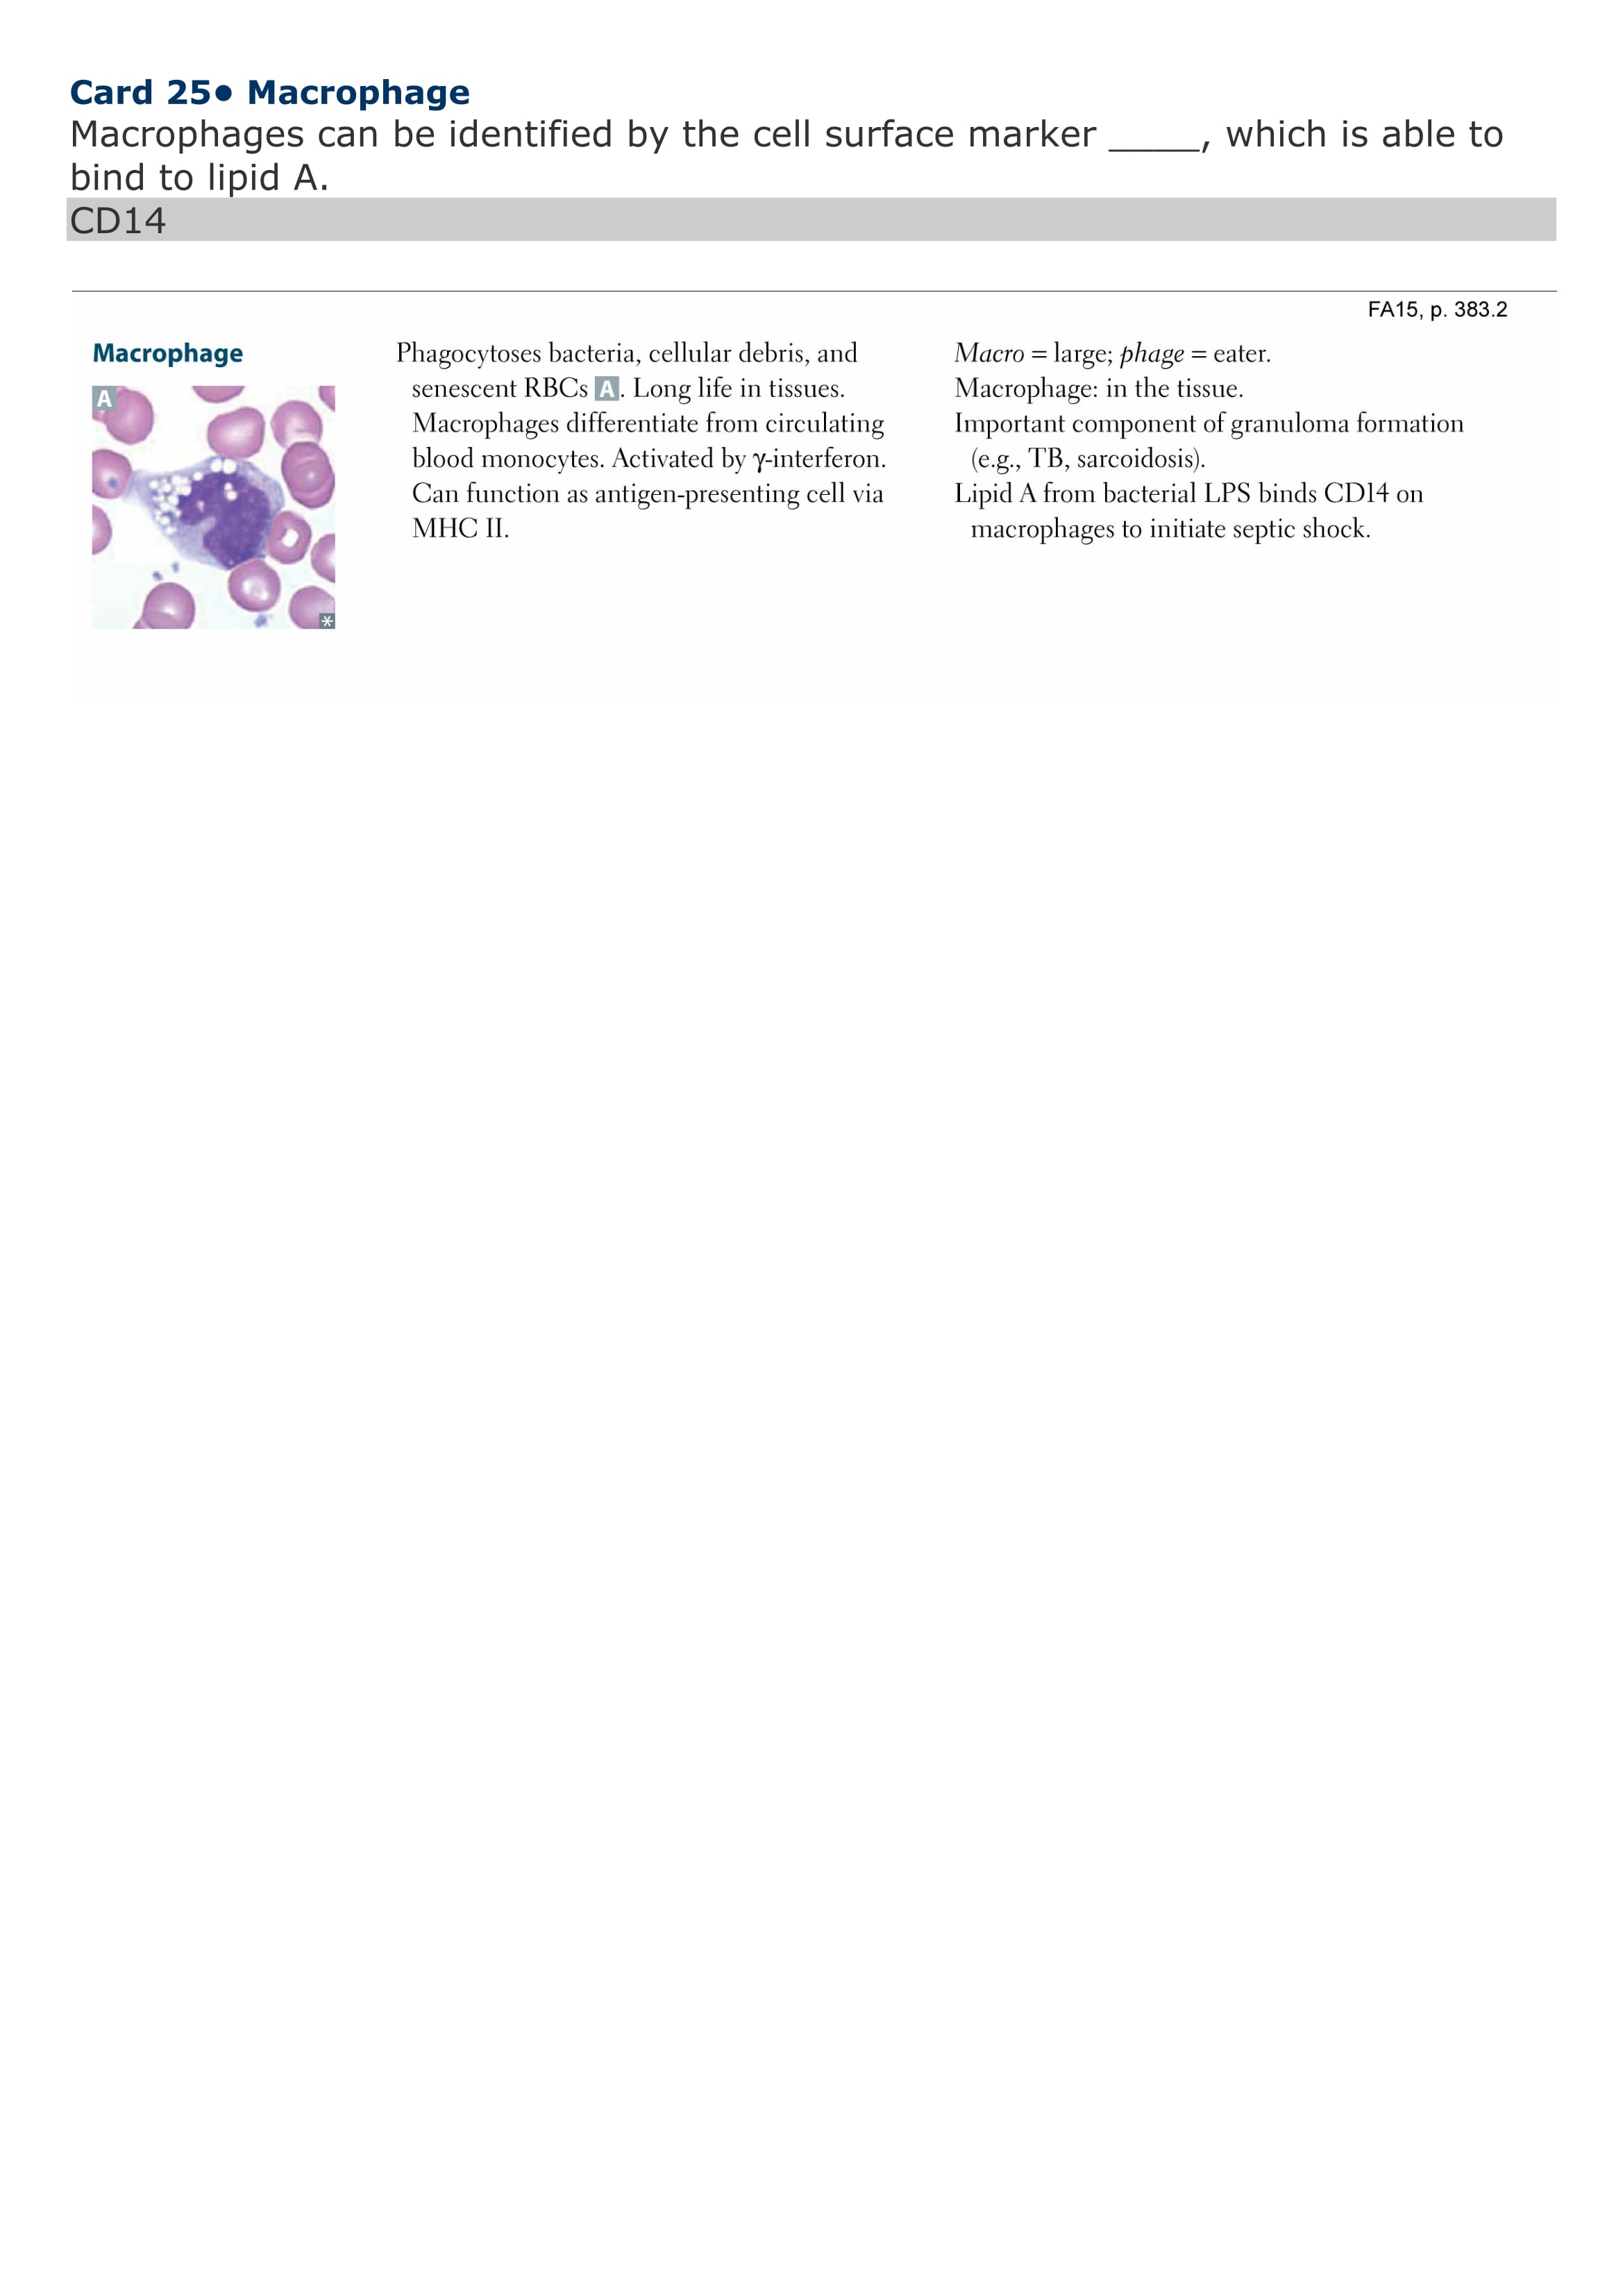 Card 25● Macrophage
Macrophages can be identified by the cell surface marker ____, which is able to
bind to lipid A.
CD14
FA15, p. 383.2
Macrophage
A
*
Phagocytoses bacteria, cellular debris, and
senescent RBCs A. Long life in tissues.
Macrophages differentiate from circulating
blood monocytes. Activated by γ-interferon.
Can function as antigen-presenting cell via
MHC II.
Macro = large; phage = eater.
Macrophage: in the tissue.
Important component of granuloma formation
(e.g., TB, sarcoidosis).
Lipid A from bacterial LPS binds CD14 on
macrophages to initiate septic shock.